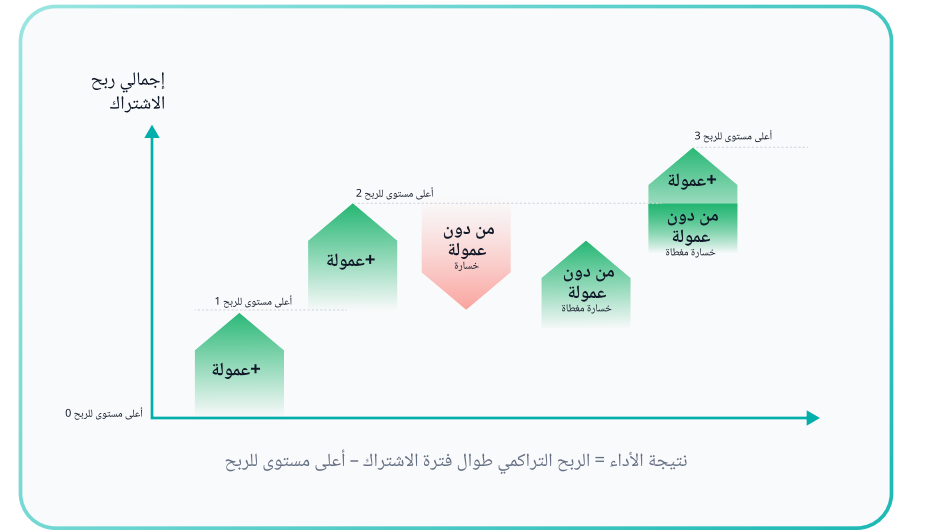 إجمالي ربح
الاشتراك
أعلى مستوى للربح 3
+عمولة
من دون
عمولة
خسارة مغطاة
أعلى مستوى للربح 2
+عمولة
من دون
عمولة
خسارة
من دون
عمولة
خسارة مغطاة
أعلى مستوى للربح 1
+عمولة
أعلى مستوى للربح 0
نتيجة الأداء = الربح التراكمي طوال فترة الاشتراك – أعلى مستوى للربح